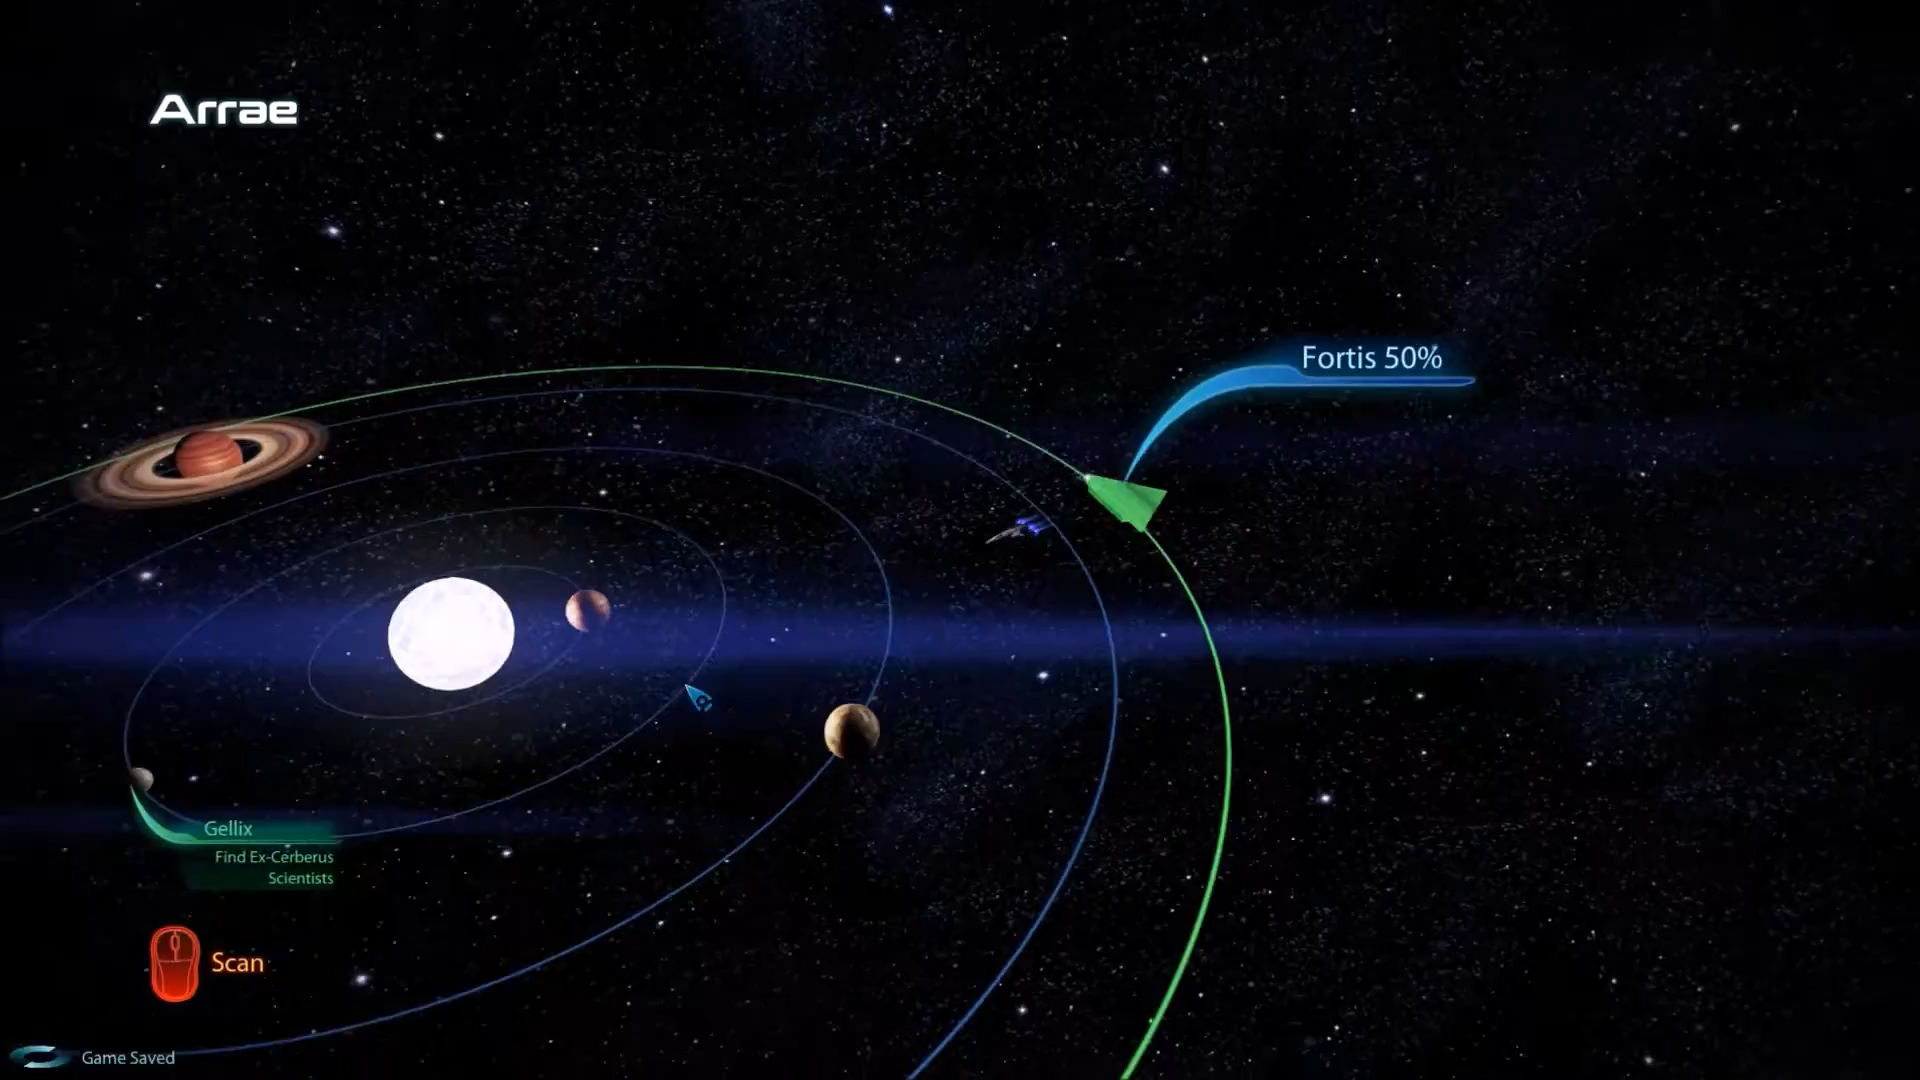 Arrae
Fortis 50%
Gellix
Find Ex-Cerberus
Scientists
Scan
Game Saved